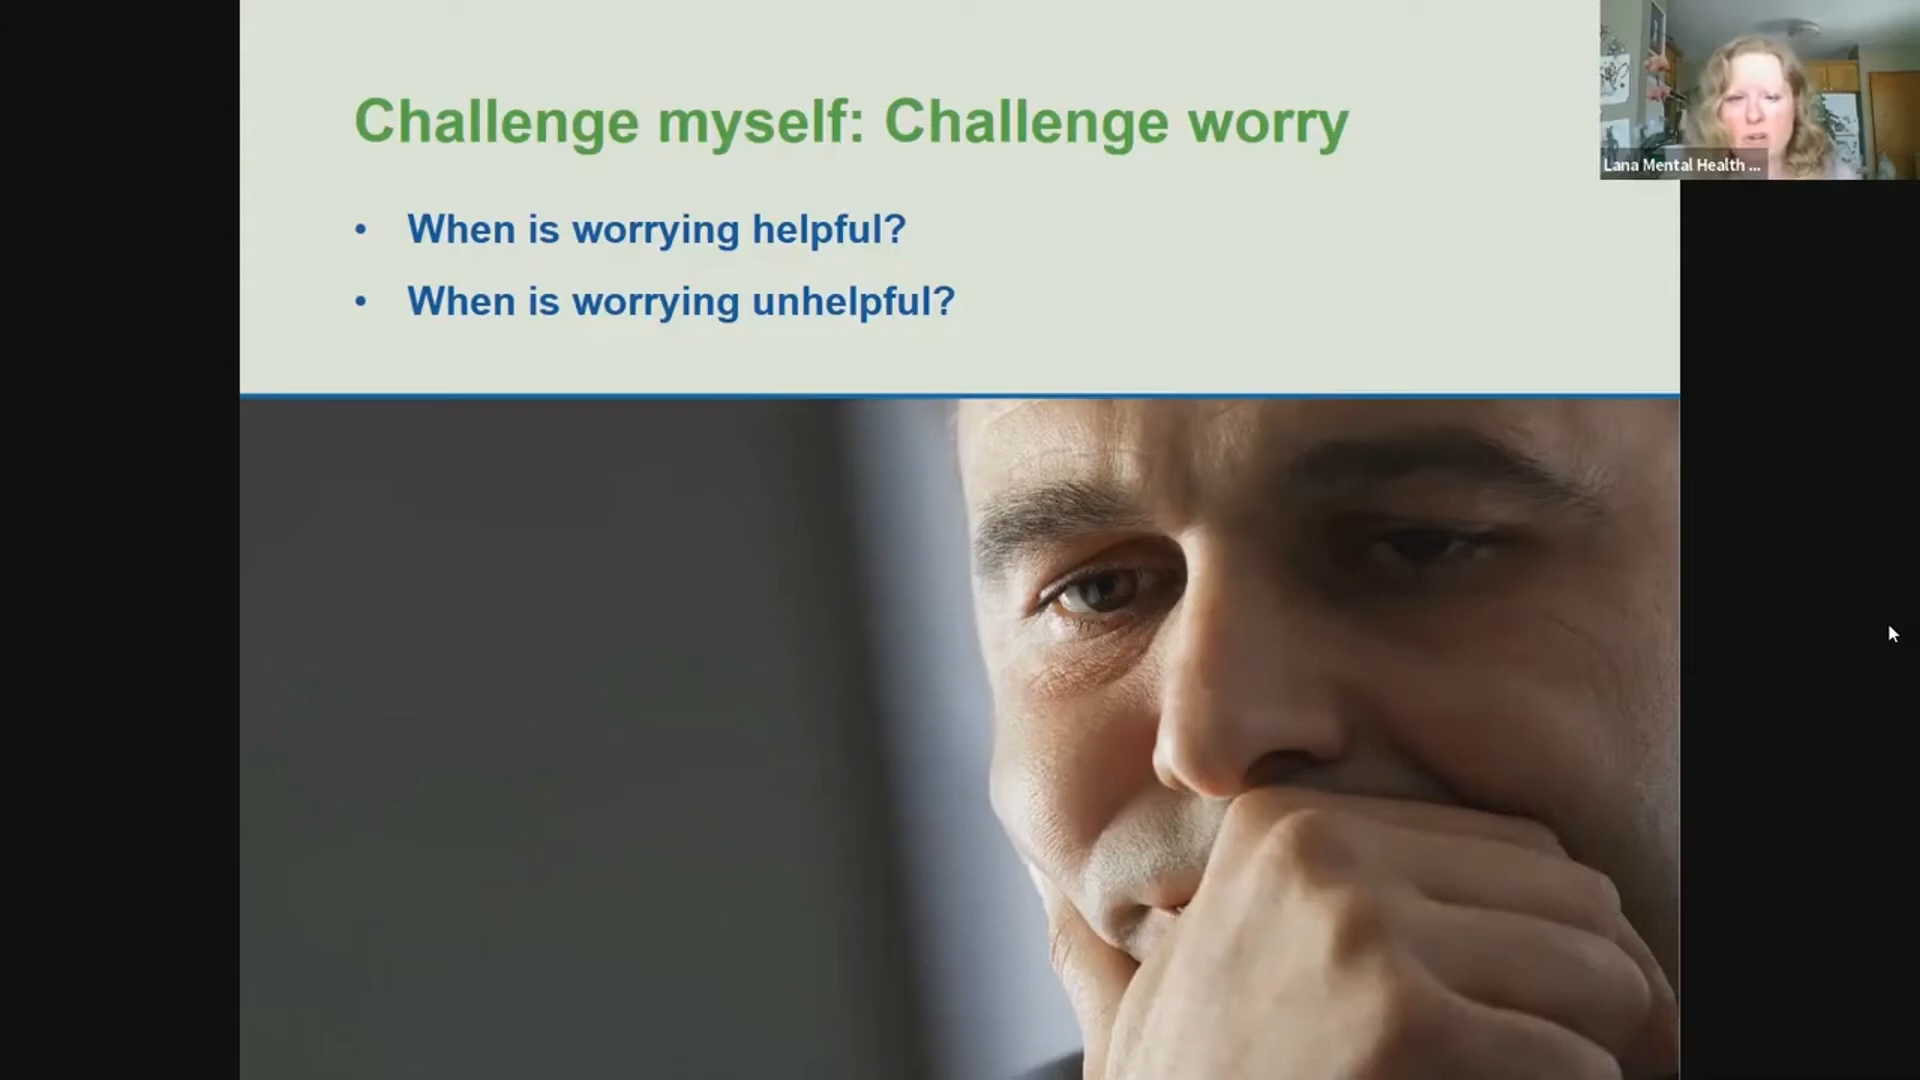 Challenge myself: Challenge worry
Lana Mental Health ...
• When is worrying helpful?
• When is worrying unhelpful?